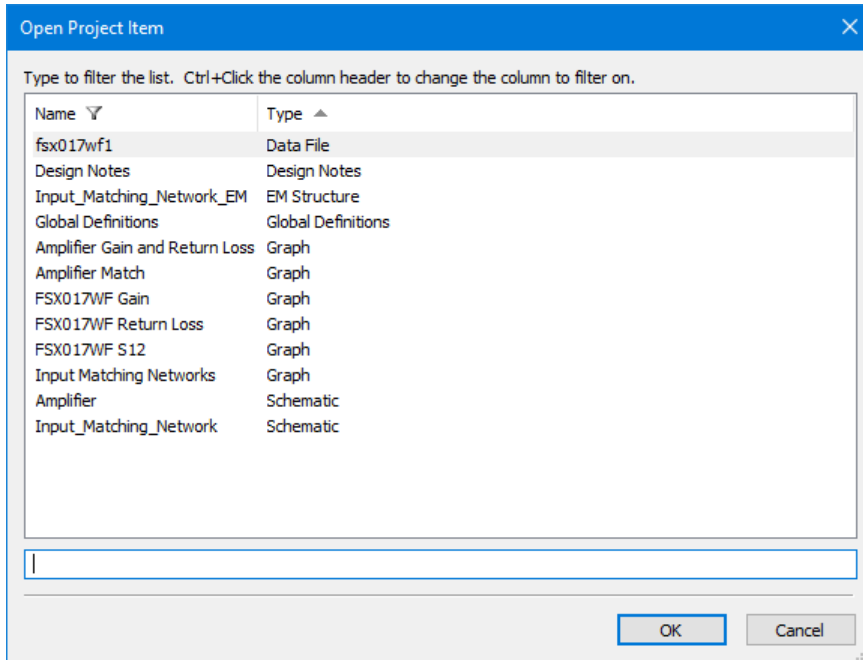 Open Project Item
Type to filter the list.  Ctrl+Click the column header to change the column to filter on.
Name Type
fsx017wf1 Data File
Design Notes Design Notes
Input_Matching_Network_EM EM Structure
Global Definitions Global Definitions
Amplifier Gain and Return Loss Graph
Amplifier Match Graph
FSX017WF Gain Graph
FSX017WF Return Loss Graph
FSX017WF S12 Graph
Input Matching Networks Graph
Amplifier Schematic
Input_Matching_Network Schematic
OK Cancel